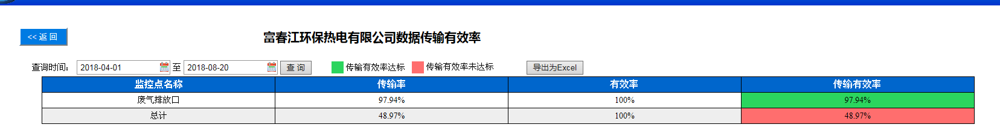 << 返 回
富春江环保热电有限公司数据传输有效率
查询时间： 2018-04-01 至 2018-08-20 查 询 传输有效率达标 传输有效率未达标 导出为Excel
监控点名称 传输率 有效率 传输有效率
废气排放口 97.94% 100% 97.94%
总计 48.97% 100% 48.97%